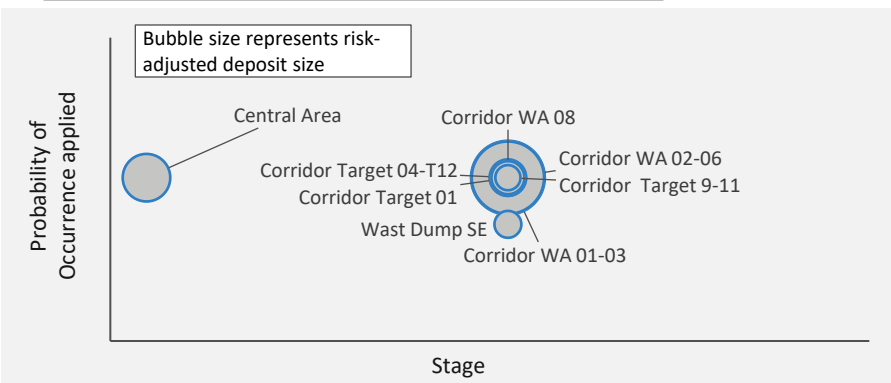 Bubble size represents risk-
adjusted deposit size
Probability of
Occurrence applied
Central Area
Corridor WA 08
Corridor Target 04-T12
Corridor WA 02-06
Corridor Target 01
Corridor Target 9-11
Wast Dump SE
Corridor WA 01-03
Stage